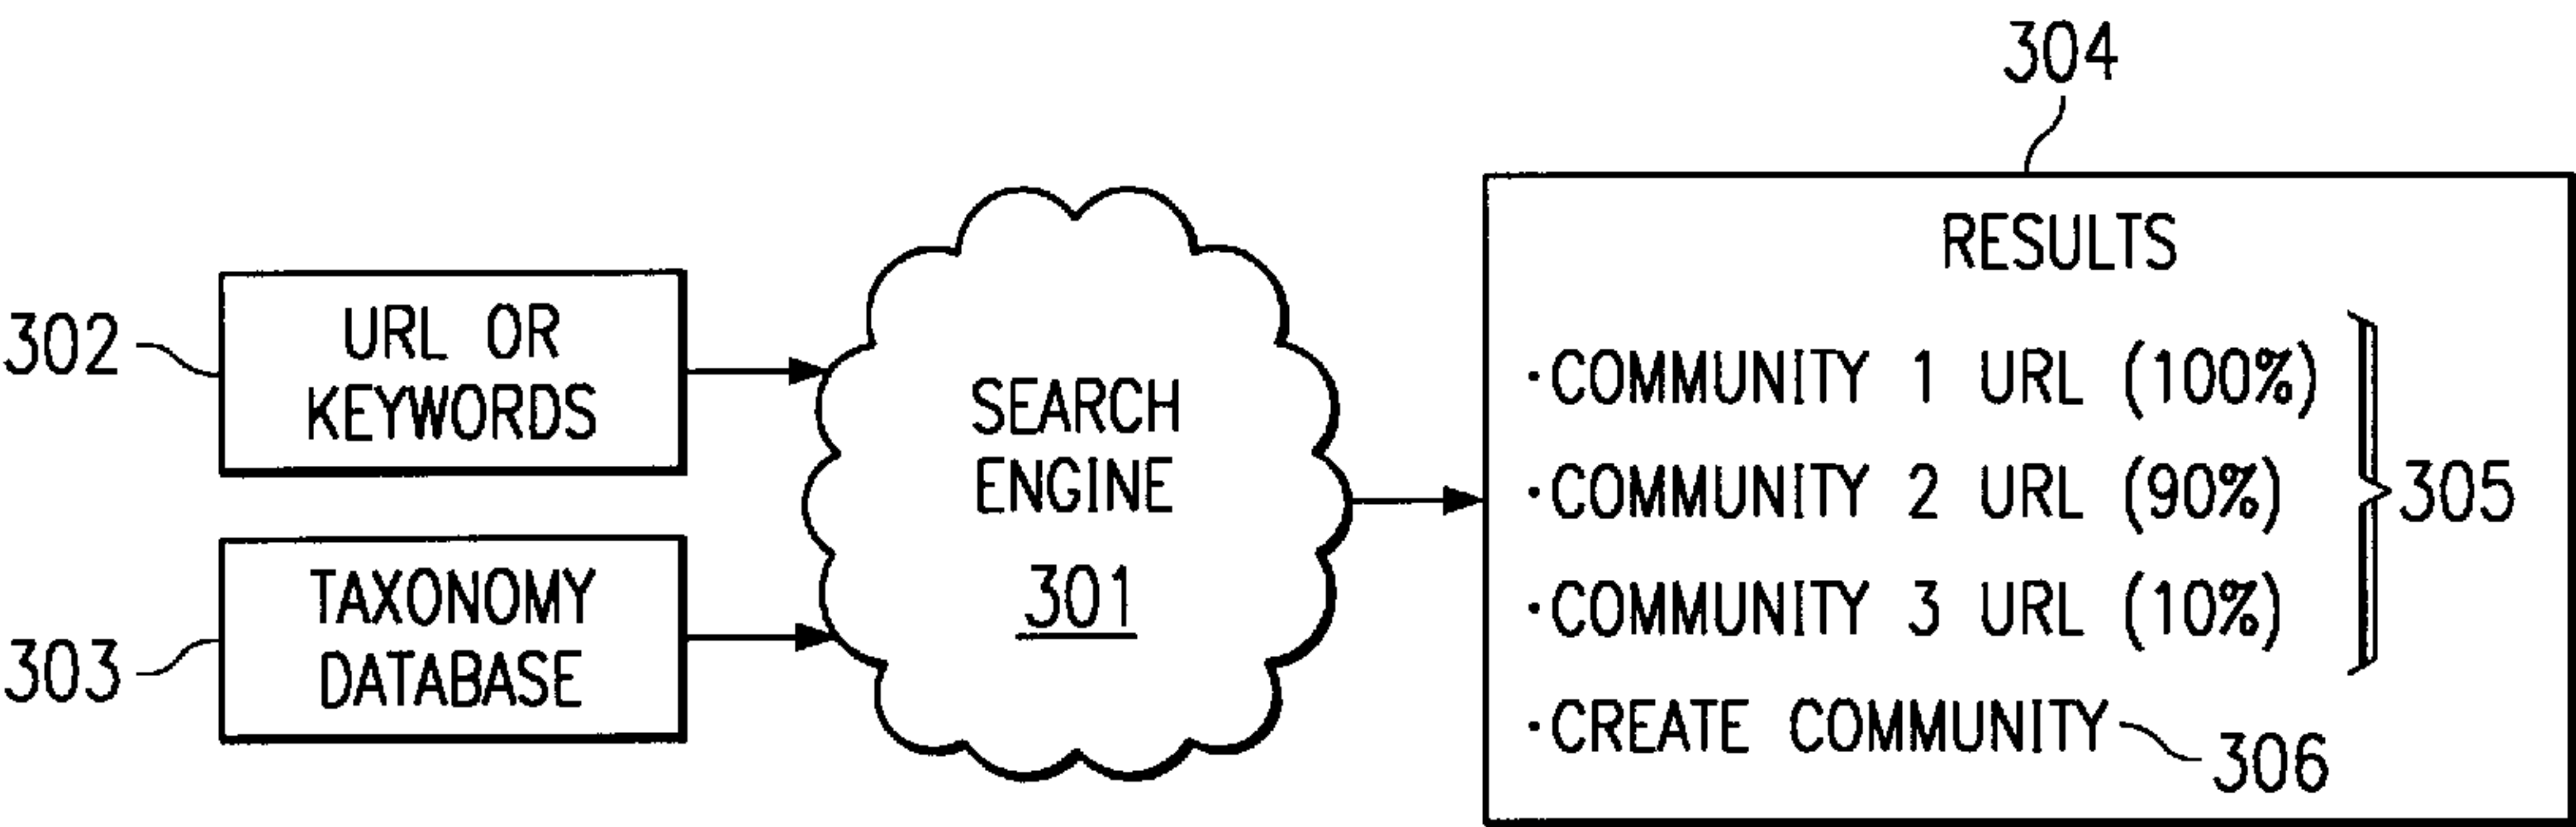 304
RESULTS
302
URL OR
KEYWORDS
SEARCH
ENGINE
301
303
TAXONOMY
DATABASE
·COMMUNITY 1 URL (100%)
·COMMUNITY 2 URL (90%)
·COMMUNITY 3 URL (10%)
305
·CREATE COMMUNITY
306